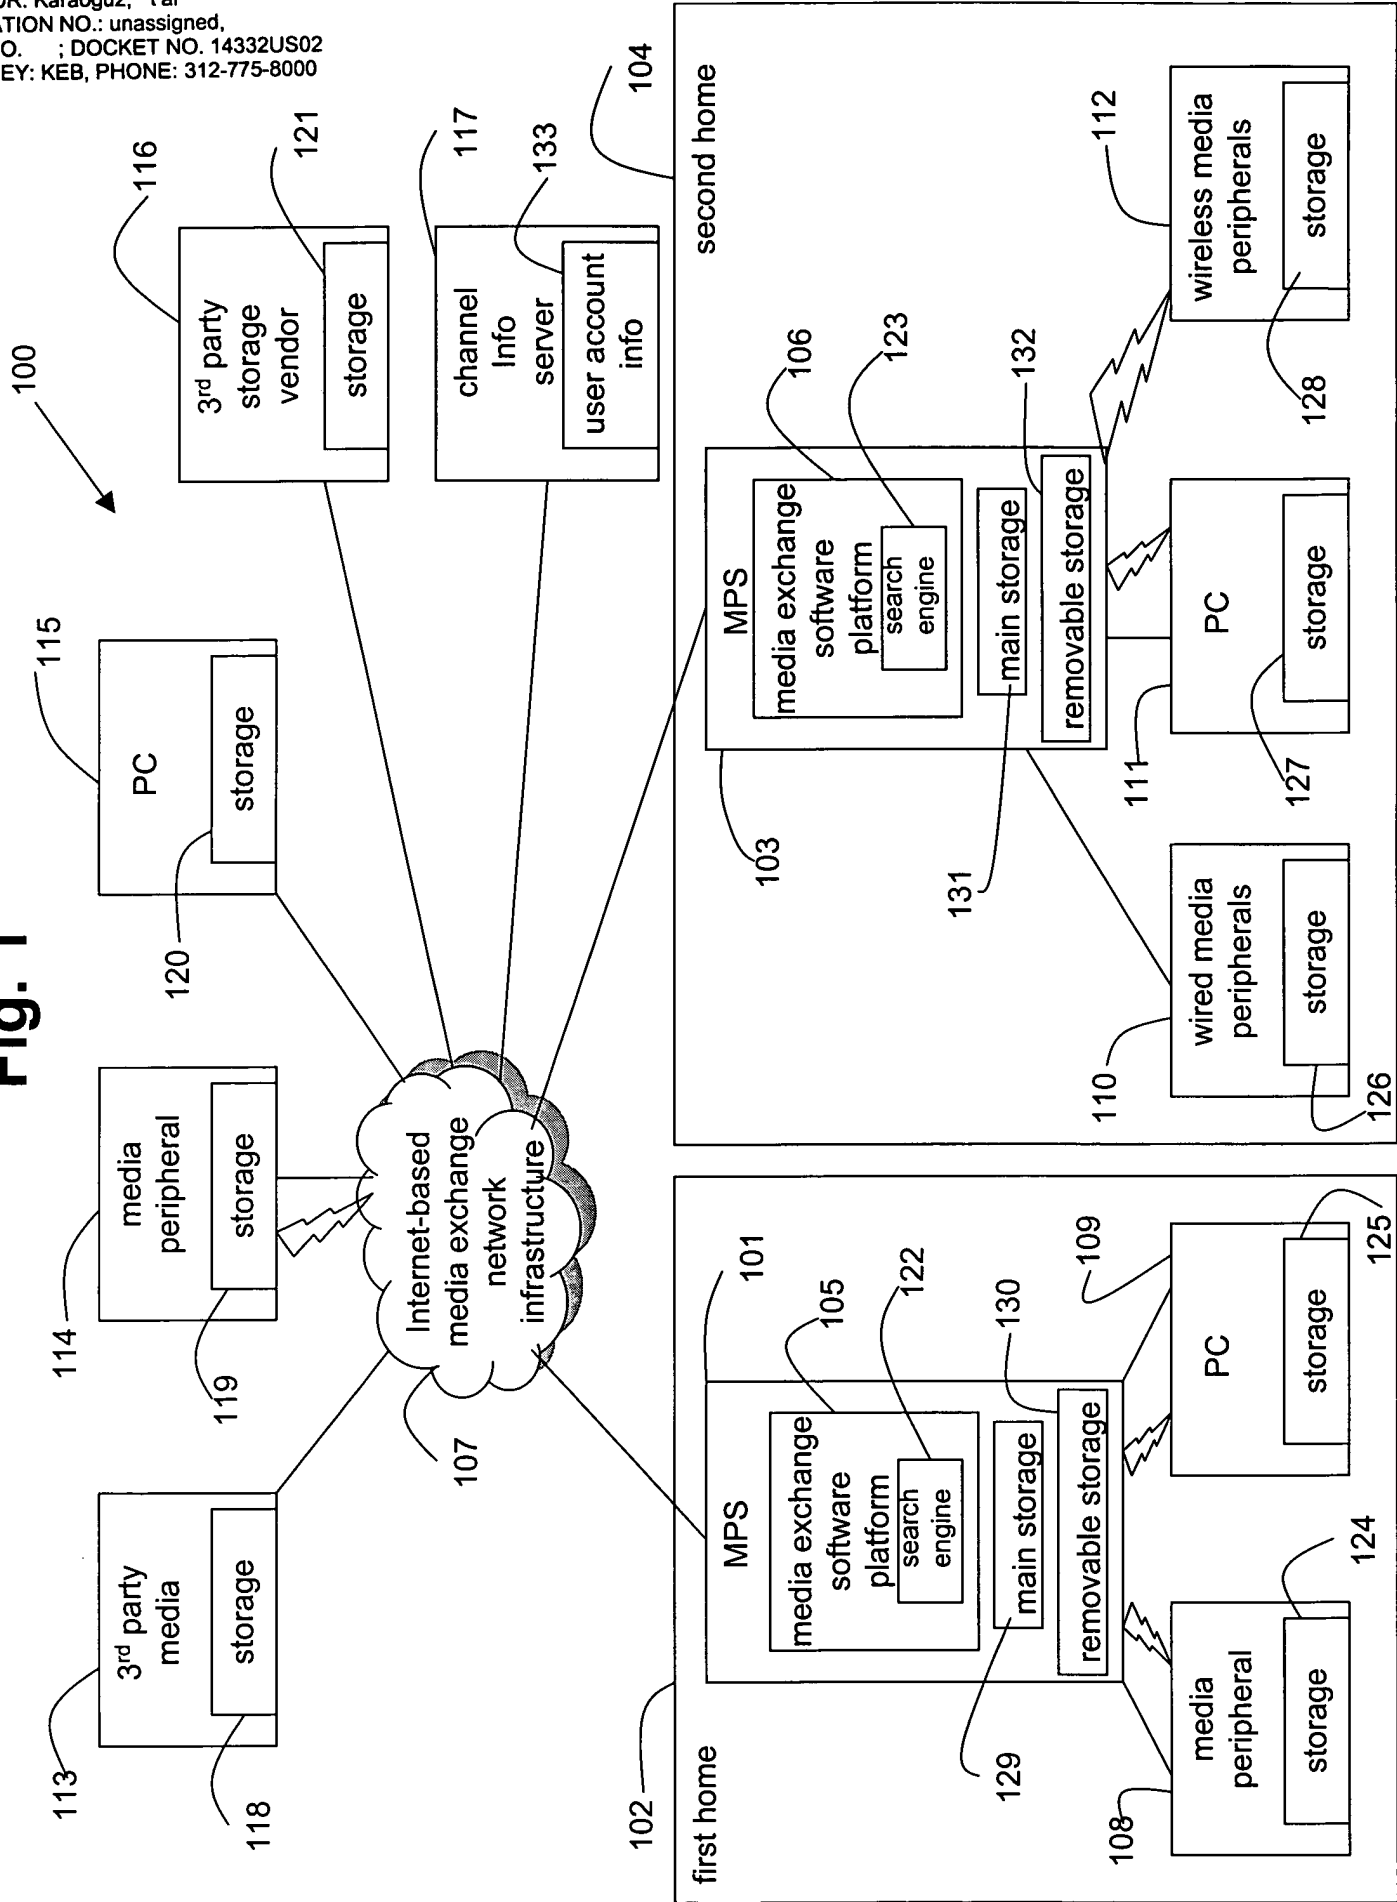 OR: Karaoguz, t al
ATION NO.: unassigned,
O. ; DOCKET NO. 14332US02
EY: KEB, PHONE: 312-775-8000
Fig. 1
100
113
3rd party
media
storage
118
114
media
peripheral
storage
119
PC
115
storage
120
3rd party
storage
vendor
116
storage
121
channel
Info
server
117
user account
info
133
Internet-based
media exchange
network
infrastructure
107
first home
102
MPS
101
media exchange
software
platform
105
search
engine
122
main storage
129
removable storage
130
media
peripheral
108
storage
124
PC
109
storage
125
second home
104
MPS
103
media exchange
software
platform
106
search
engine
123
main storage
131
removable storage
132
wired media
peripherals
110
storage
126
PC
111
storage
127
wireless media
peripherals
112
storage
128